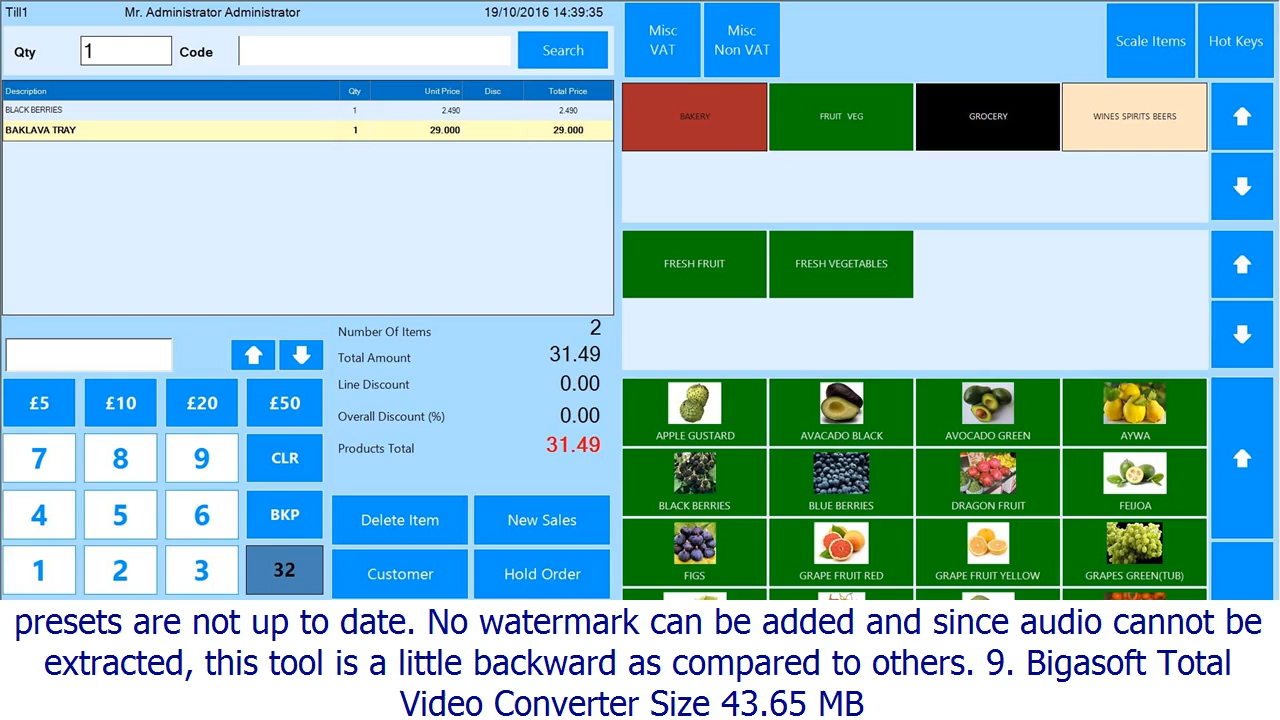 Till1 Mr. Administrator Administrator 19/10/2016 14:39:35
Qty 1 Code Search
Description Qty Unit Price Disc Total Price
BLACK BERRIES 1 2.490 2.490
BAKLAVA TRAY 1 29.000 29.000
Number Of Items 2
Total Amount 31.49
Line Discount 0.00
Overall Discount (%) 0.00
Products Total 31.49
£5 £10 £20 £50
7 8 9 CLR
4 5 6 BKP
1 2 3 32
Delete Item New Sales
Customer Hold Order
Misc VAT
Misc Non VAT
Scale Items Hot Keys
BAKERY FRUIT VEG GROCERY WINES SPIRITS BEERS
FRESH FRUIT FRESH VEGETABLES
APPLE GUSTARD AVACADO BLACK AVOCADO GREEN AYWA
BLACK BERRIES BLUE BERRIES DRAGON FRUIT FEIJOA
FIGS GRAPE FRUIT RED GRAPE FRUIT YELLOW GRAPES GREEN(TUB)
presets are not up to date. No watermark can be added and since audio cannot be
extracted, this tool is a little backward as compared to others. 9. Bigasoft Total
Video Converter Size 43.65 MB